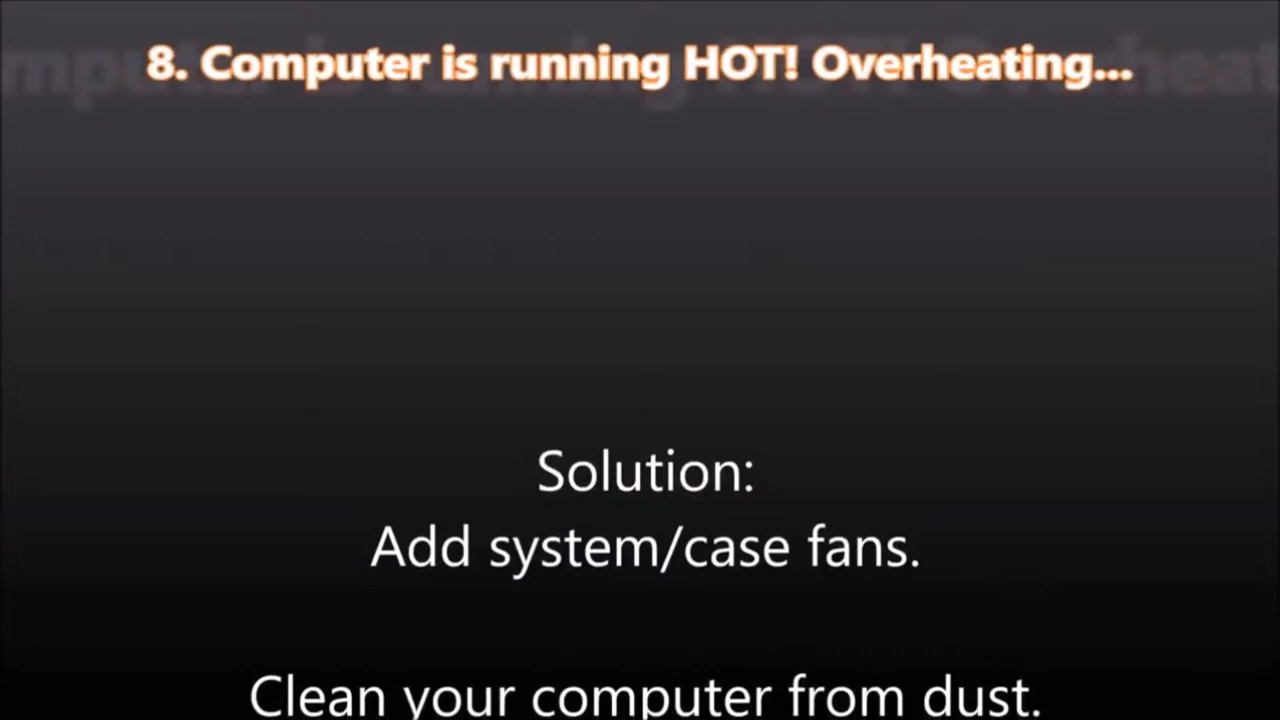 8. Computer is running HOT! Overheating...
Solution:
Add system/case fans.
Clean your computer from dust.